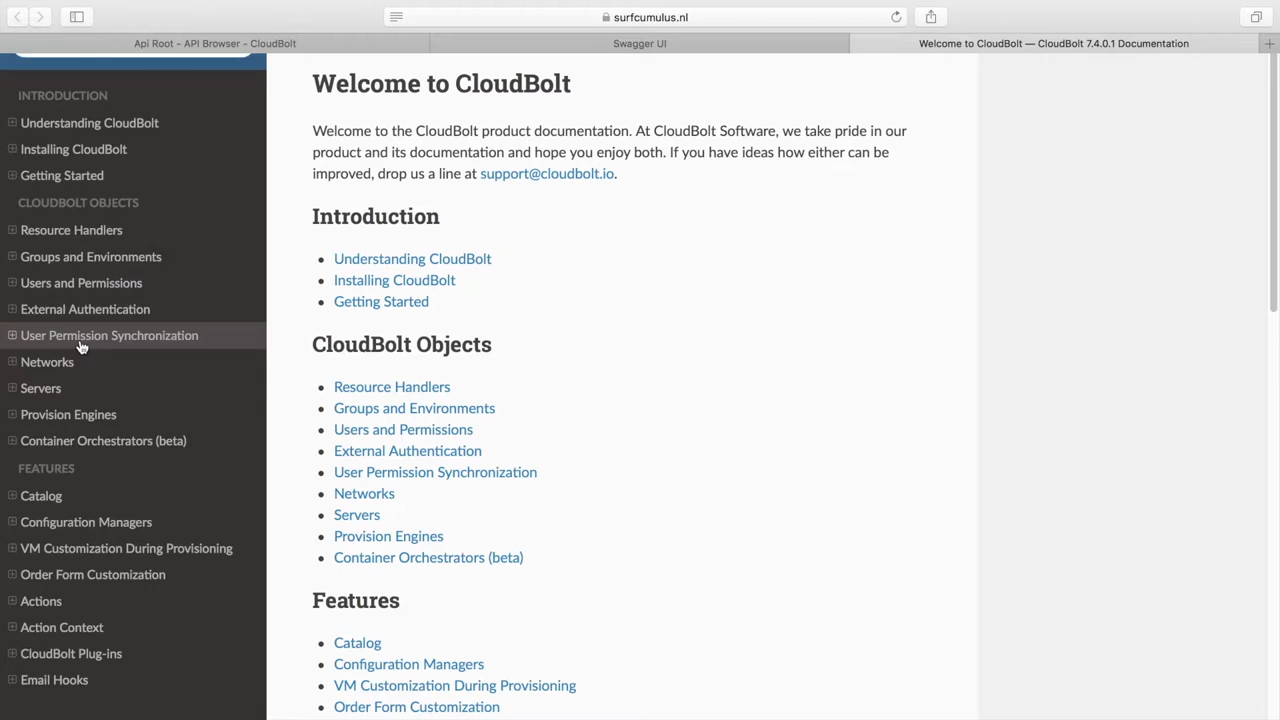 surfcumulus.nl
Api Root - API Browser - CloudBolt
Swagger UI
Welcome to CloudBolt — CloudBolt 7.4.0.1 Documentation
INTRODUCTION
Understanding CloudBolt
Installing CloudBolt
Getting Started
CLOUDBOLT OBJECTS
Resource Handlers
Groups and Environments
Users and Permissions
External Authentication
User Permission Synchronization
Networks
Servers
Provision Engines
Container Orchestrators (beta)
FEATURES
Catalog
Configuration Managers
VM Customization During Provisioning
Order Form Customization
Actions
Action Context
CloudBolt Plug-ins
Email Hooks
Welcome to CloudBolt
Welcome to the CloudBolt product documentation. At CloudBolt Software, we take pride in our
product and its documentation and hope you enjoy both. If you have ideas how either can be
improved, drop us a line at support@cloudbolt.io.
Introduction
Understanding CloudBolt
Installing CloudBolt
Getting Started
CloudBolt Objects
Resource Handlers
Groups and Environments
Users and Permissions
External Authentication
User Permission Synchronization
Networks
Servers
Provision Engines
Container Orchestrators (beta)
Features
Catalog
Configuration Managers
VM Customization During Provisioning
Order Form Customization